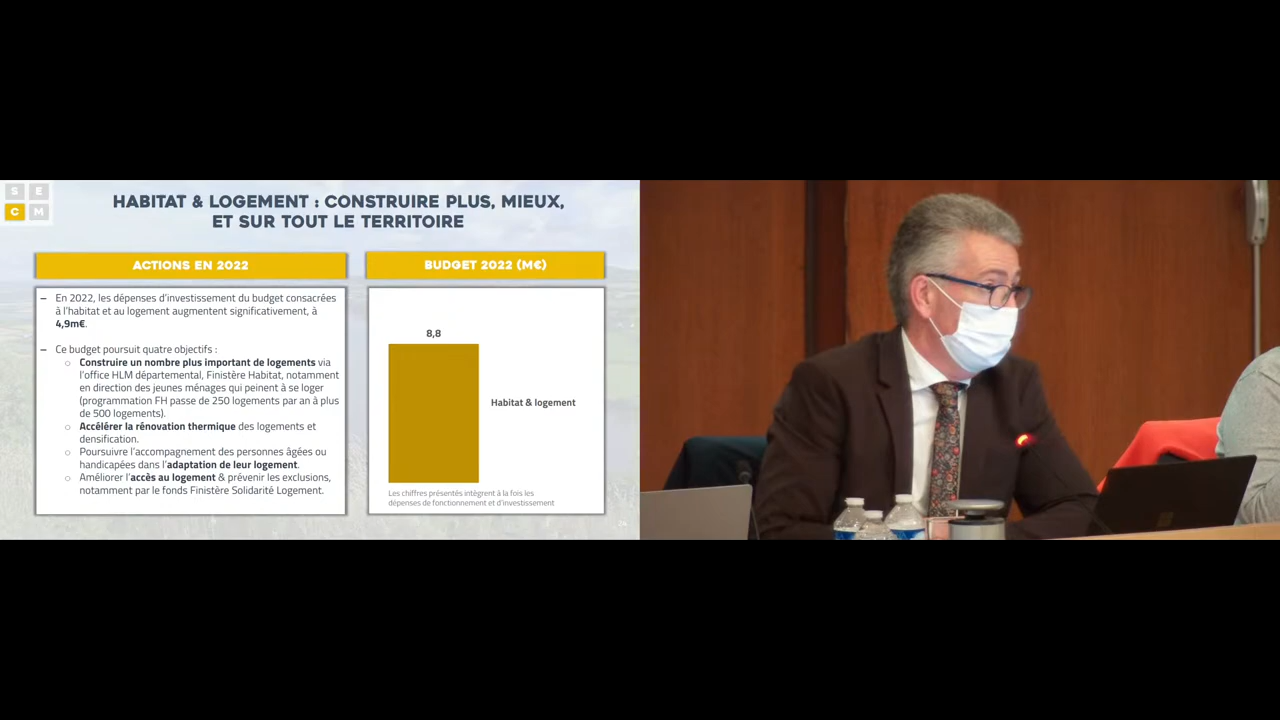 S E
C M
HABITAT & LOGEMENT : CONSTRUIRE PLUS, MIEUX,
ET SUR TOUT LE TERRITOIRE
ACTIONS EN 2022
– En 2022, les dépenses d'investissement du budget consacrées
à l'habitat et au logement augmentent significativement, à
4,9m€.
– Ce budget poursuit quatre objectifs :
○ Construire un nombre plus important de logements via
l'office HLM départemental, Finistère Habitat, notamment
en direction des jeunes ménages qui peinent à se loger
(programmation FH passe de 250 logements par an à plus
de 500 logements).
○ Accélérer la rénovation thermique des logements et
densification.
○ Poursuivre l'accompagnement des personnes âgées ou
handicapées dans l'adaptation de leur logement.
○ Améliorer l'accès au logement & prévenir les exclusions,
notamment par le fonds Finistère Solidarité Logement.
BUDGET 2022 (M€)
8,8
Habitat & logement
Les chiffres présentés intègrent à la fois les
dépenses de fonctionnement et d'investissement